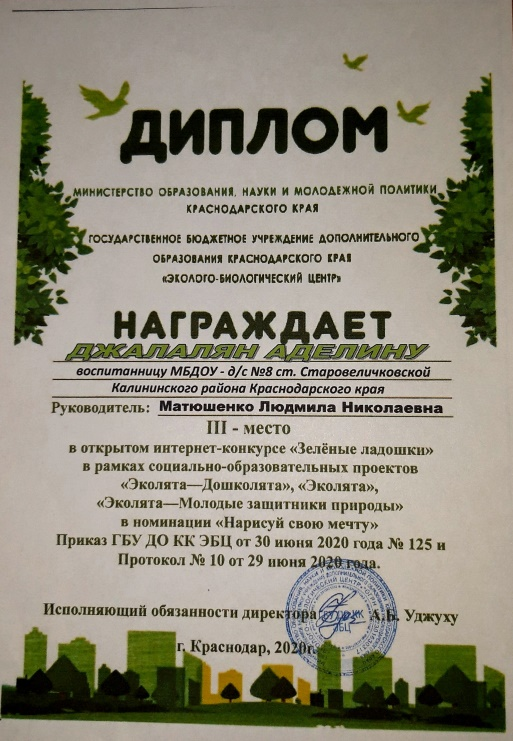 ДИПЛОМ
МИНИСТЕРСТВО ОБРАЗОВАНИЯ, НАУКИ И МОЛОДЕЖНОЙ ПОЛИТИКИ
КРАСНОДАРСКОГО КРАЯ
ГОСУДАРСТВЕННОЕ БЮДЖЕТНОЕ УЧРЕЖДЕНИЕ ДОПОЛНИТЕЛЬНОГО
ОБРАЗОВАНИЯ КРАСНОДАРСКОГО КРАЯ
«ЭКОЛОГО-БИОЛОГИЧЕСКИЙ ЦЕНТР»
НАГРАЖДАЕТ
ДЖАЛАЛЯН АДЕЛИНУ
воспитанницу МБДОУ - д/с №8 ст. Старовеличковской
Калининского района Краснодарского края
Руководитель: Матюшенко Людмила Николаевна
III - место
в открытом интернет-конкурсе «Зелёные ладошки»
в рамках социально-образовательных проектов
«Эколята—Дошколята», «Эколята»,
«Эколята—Молодые защитники природы»
в номинации «Нарисуй свою мечту»
Приказ ГБУ ДО КК ЭБЦ от 30 июня 2020 года № 125 и
Протокол № 10 от 29 июня 2020 года.
Исполняющий обязанности директора А.Б. Уджуху
г. Краснодар, 2020г.